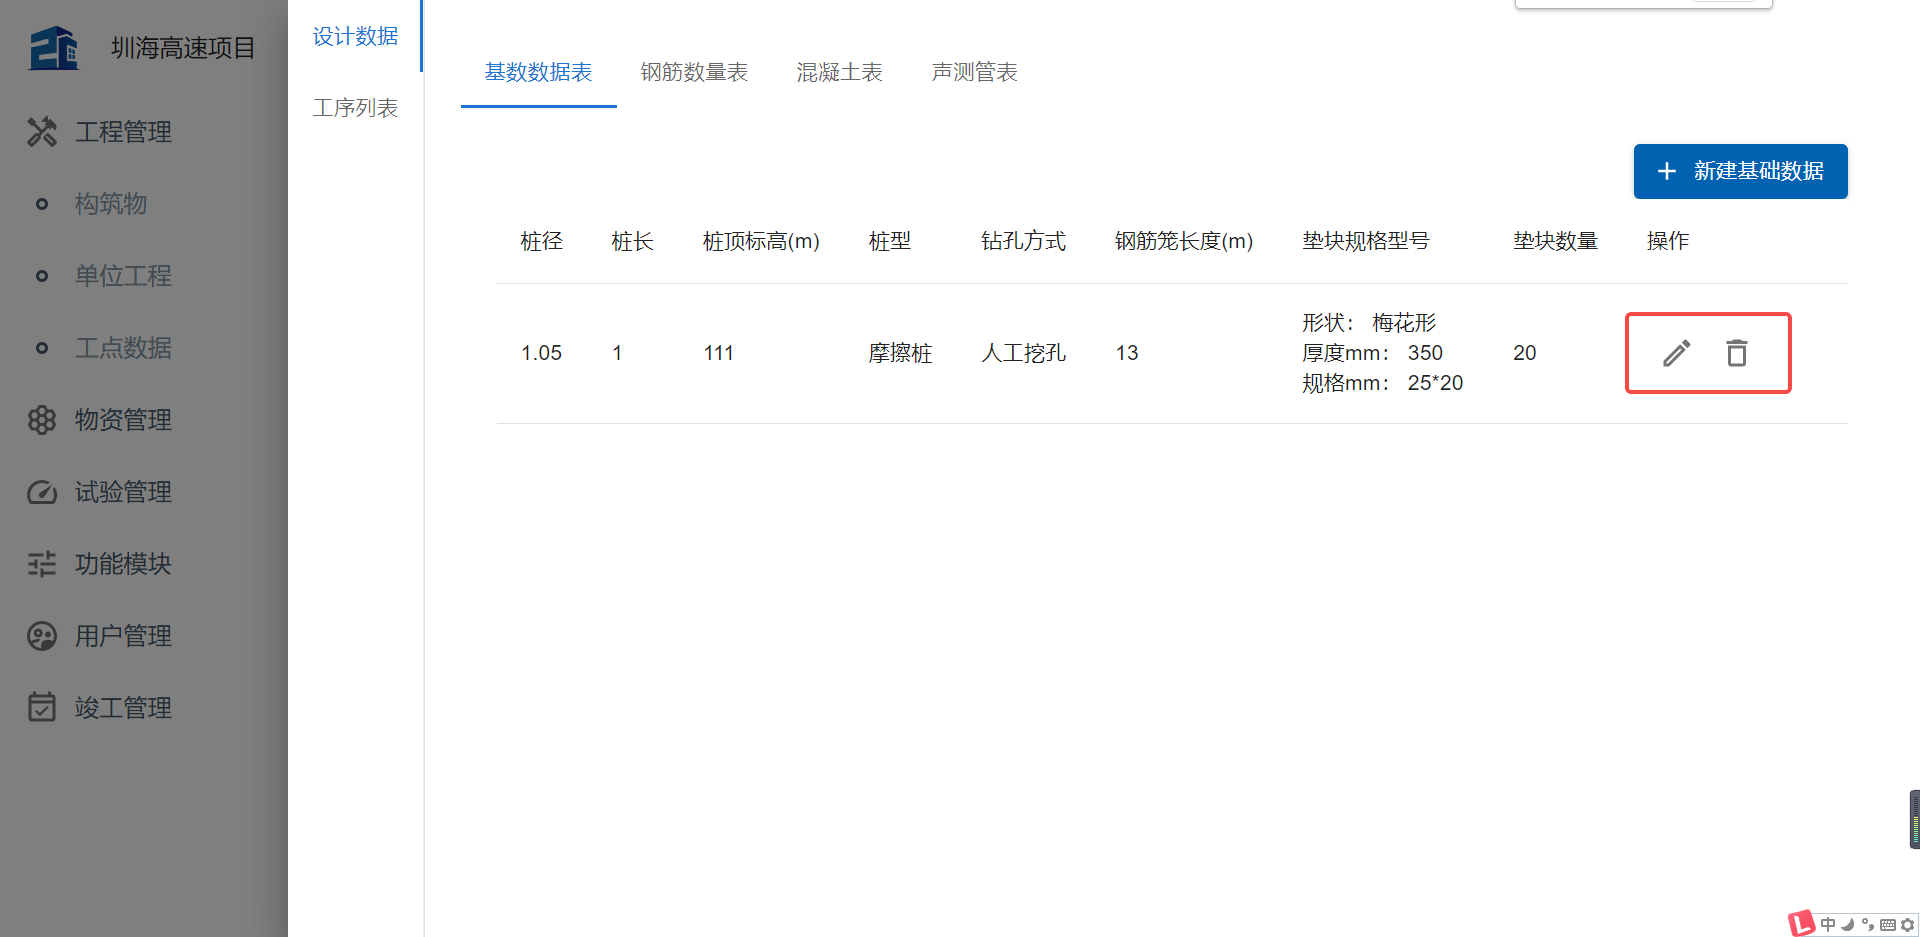 圳海高速项目
工程管理
构筑物
单位工程
工点数据
物资管理
试验管理
功能模块
用户管理
竣工管理
设计数据
工序列表
基数数据表 钢筋数量表 混凝土表 声测管表
新建基础数据
桩径 桩长 桩顶标高(m) 桩型 钻孔方式 钢筋笼长度(m) 垫块规格型号 垫块数量 操作
1.05 1 111 摩擦桩 人工挖孔 13 形状： 梅花形 20
厚度mm： 350
规格mm： 25*20
中